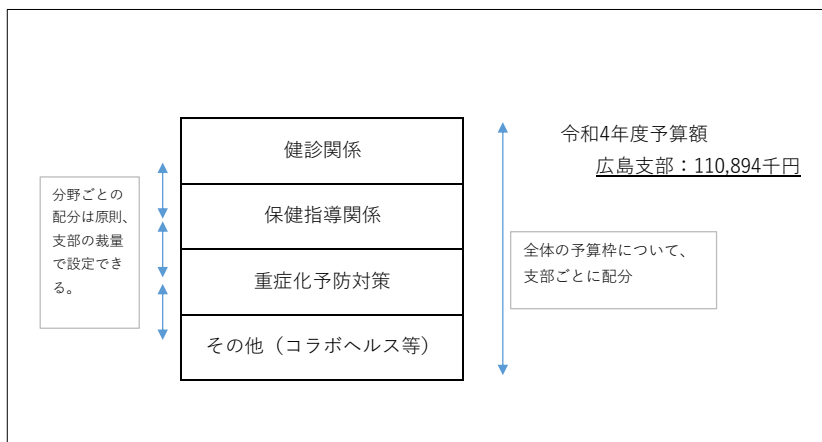 健診関係
保健指導関係
重症化予防対策
その他（コラボヘルス等）
分野ごとの
配分は原則、
支部の裁量
で設定でき
る。
令和4年度予算額
広島支部：110,894千円
全体の予算枠について、
支部ごとに配分